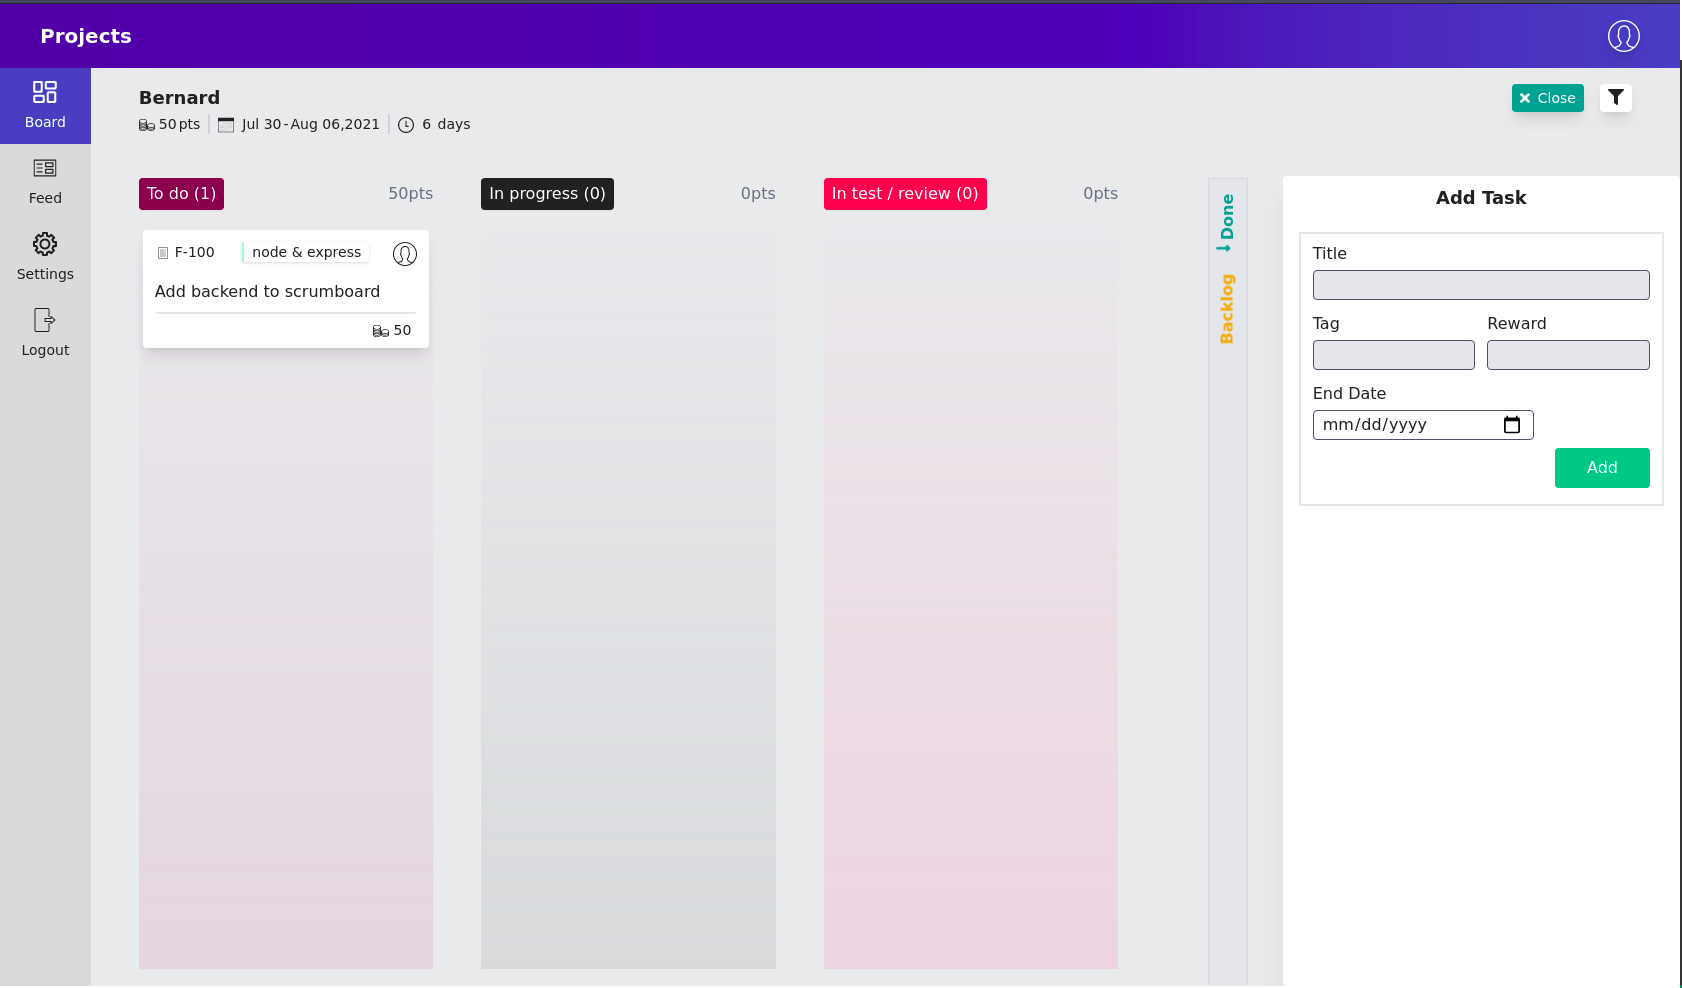 Projects
Board
Feed
Settings
Logout
Bernard
50 pts
Jul 30 - Aug 06,2021
6 days
Close
To do (1)
50pts
F-100
node & express
Add backend to scrumboard
50
In progress (0)
0pts
In test / review (0)
0pts
Done
Backlog
Add Task
Title
Tag
Reward
End Date
mm/dd/yyyy
Add